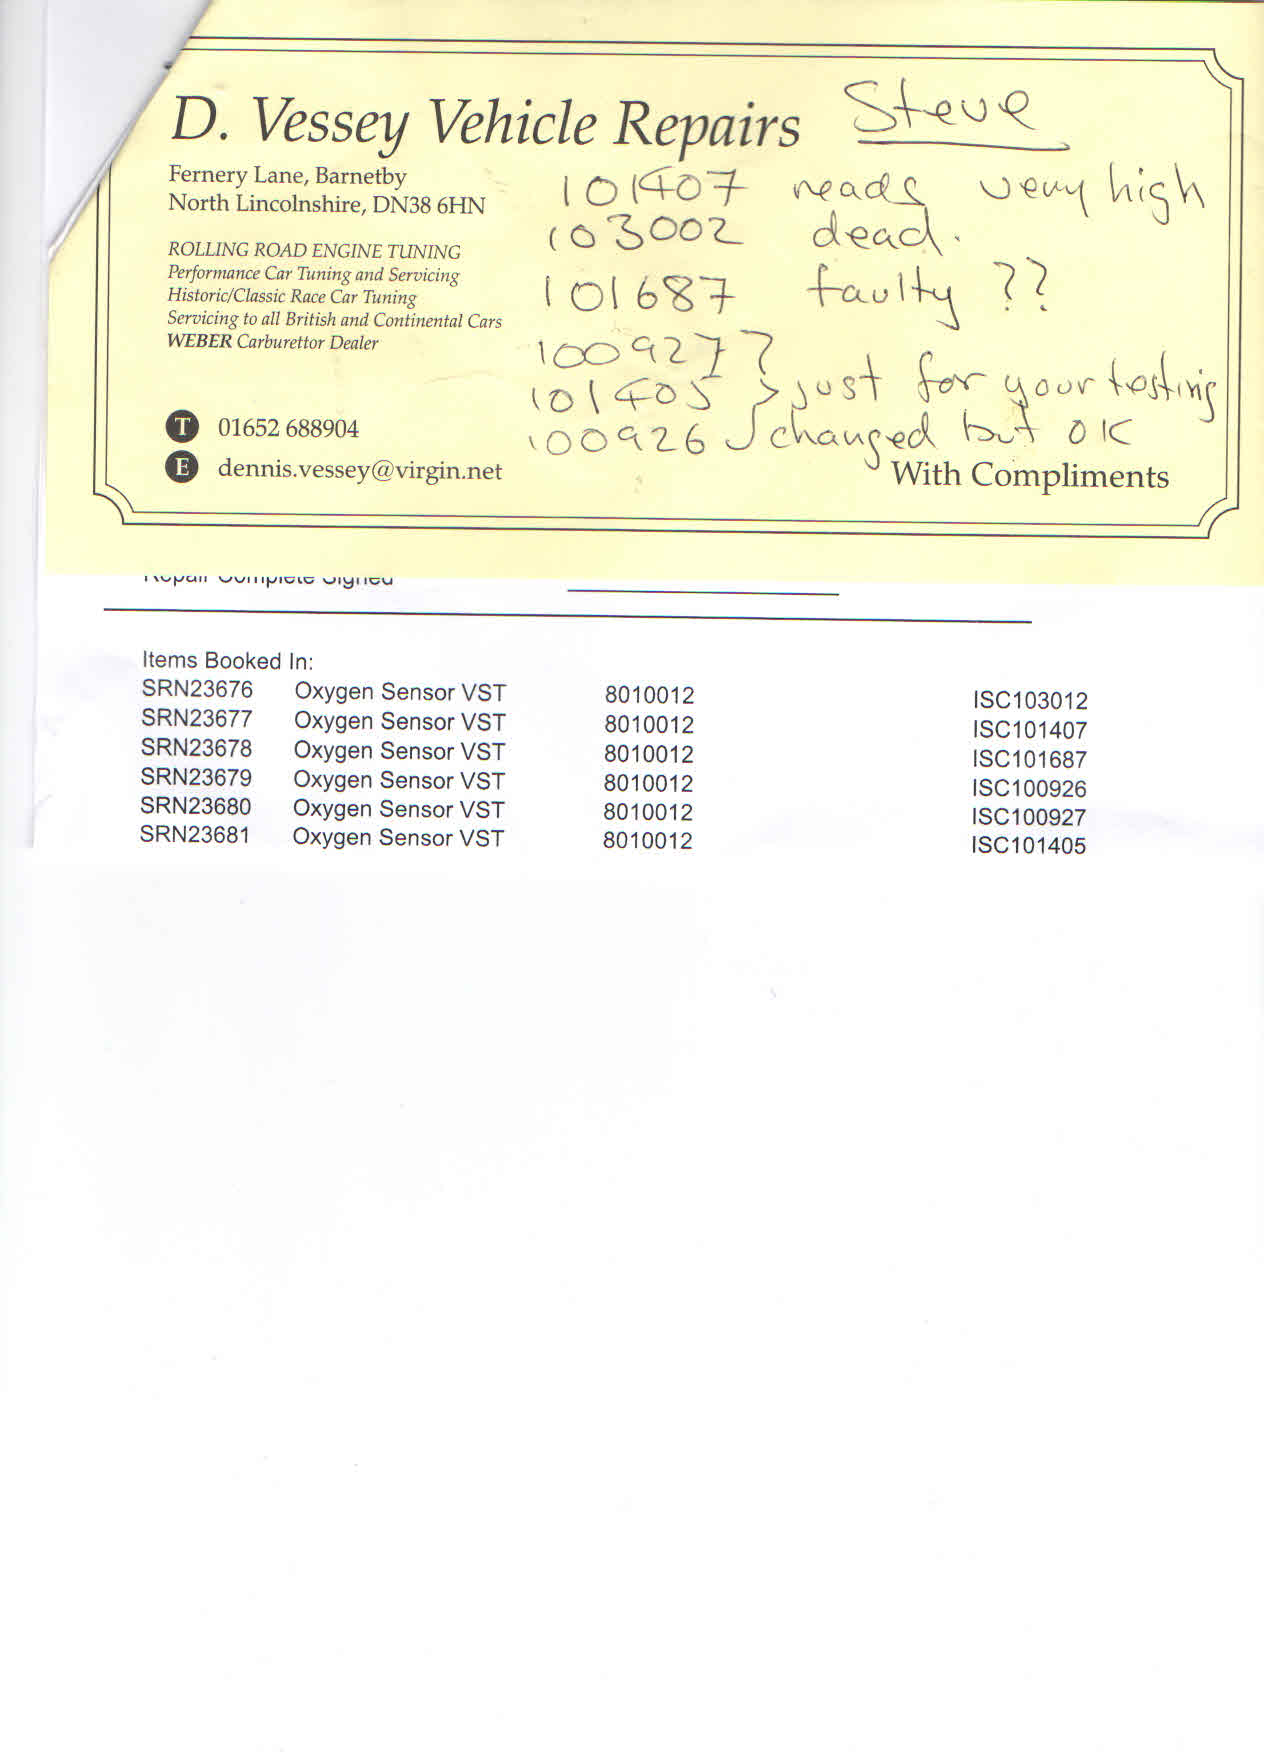 D. Vessey Vehicle Repairs Steve
Fernery Lane, Barnetby
North Lincolnshire, DN38 6HN
ROLLING ROAD ENGINE TUNING
Performance Car Tuning and Servicing
Historic/Classic Race Car Tuning
Servicing to all British and Continental Cars
WEBER Carburettor Dealer
T 01652 688904
E dennis.vessey@virgin.net
101407 reads very high
103002 dead.
101687 faulty ??
100927
101405 just for your testing
100926 changed but OK
With Compliments
Repair Complete Signed
Items Booked In:
SRN23676 Oxygen Sensor VST 8010012 ISC103012
SRN23677 Oxygen Sensor VST 8010012 ISC101407
SRN23678 Oxygen Sensor VST 8010012 ISC101687
SRN23679 Oxygen Sensor VST 8010012 ISC100926
SRN23680 Oxygen Sensor VST 8010012 ISC100927
SRN23681 Oxygen Sensor VST 8010012 ISC101405